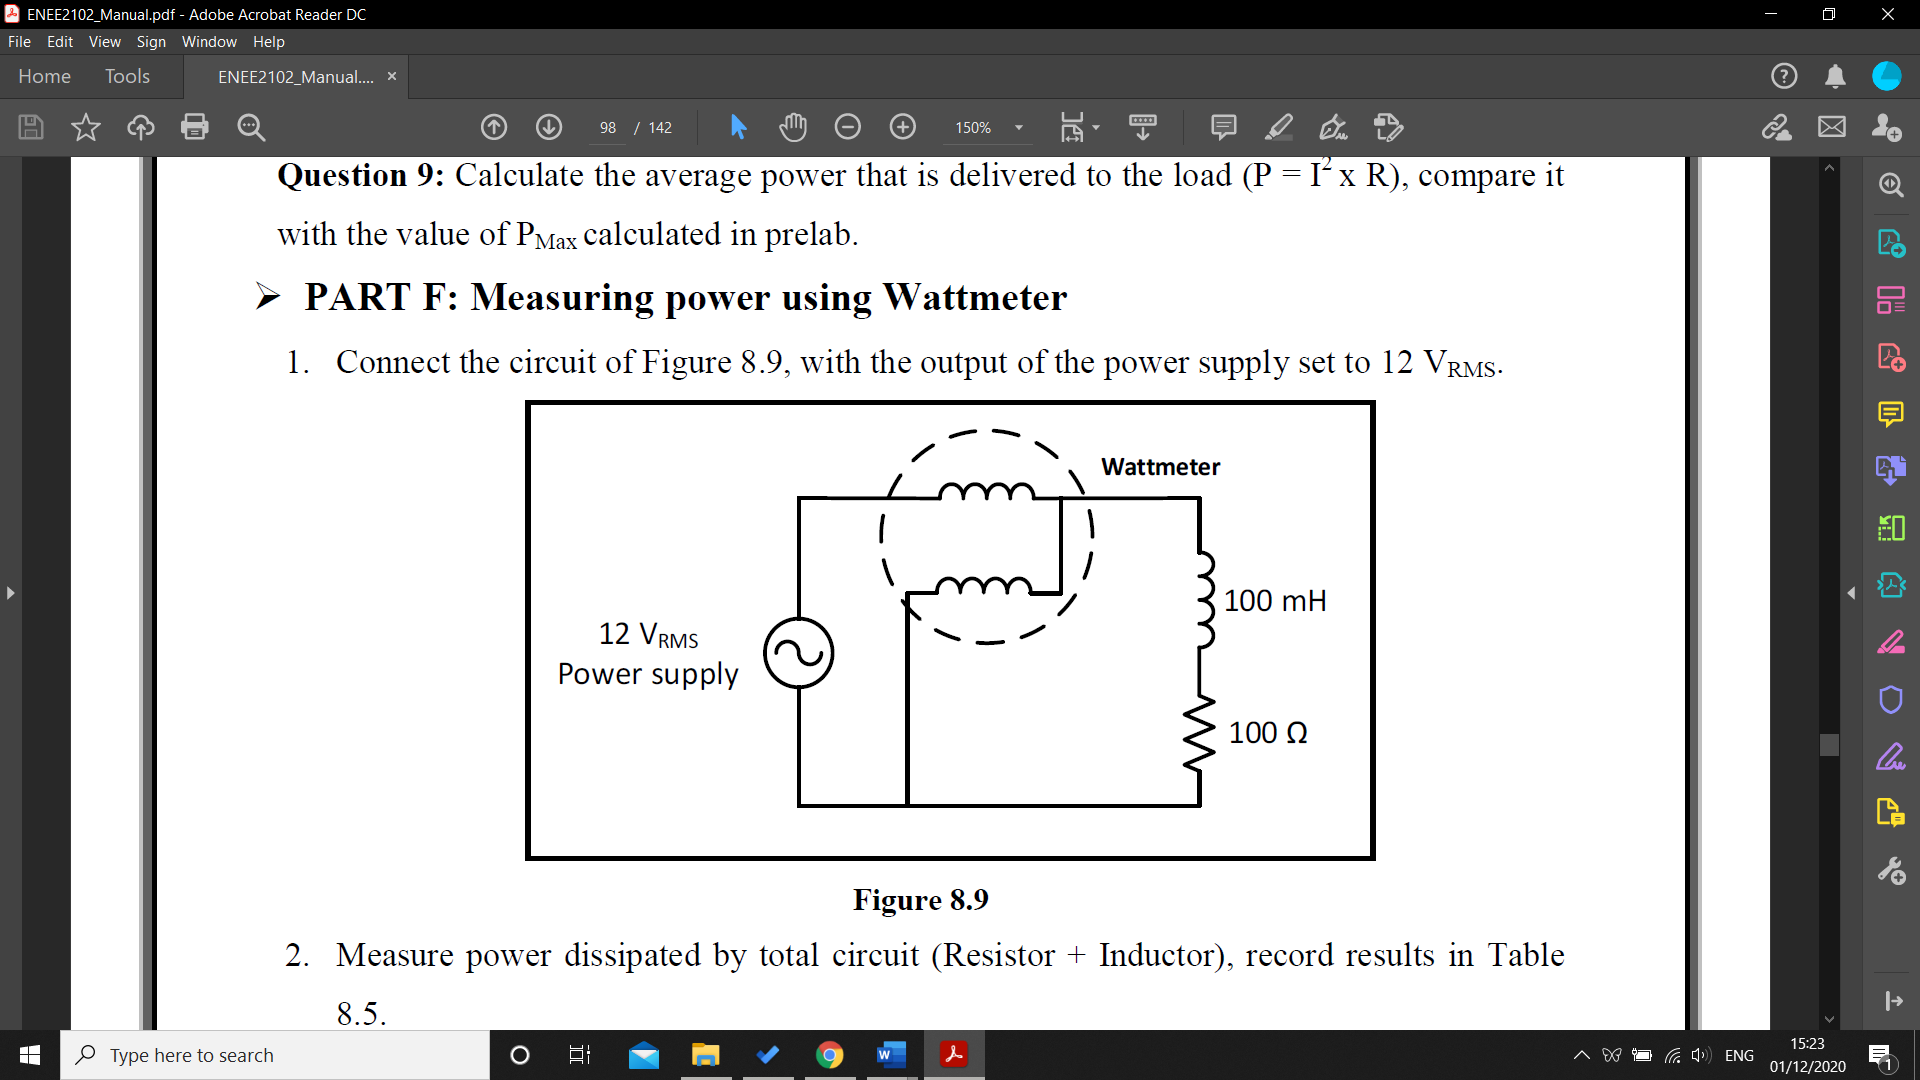 ENEE2102_Manual.pdf - Adobe Acrobat Reader DC
File Edit View Sign Window Help
Home Tools ENEE2102_Manual.... ×
98 / 142 150%
Question 9: Calculate the average power that is delivered to the load (P = I² x R), compare it
with the value of PMax calculated in prelab.
➤ PART F: Measuring power using Wattmeter
1. Connect the circuit of Figure 8.9, with the output of the power supply set to 12 VRMS.
Wattmeter
100 mH
12 VRMS
Power supply
100 Ω
Figure 8.9
2. Measure power dissipated by total circuit (Resistor + Inductor), record results in Table
8.5.
Type here to search
ENG
15:23
01/12/2020
1